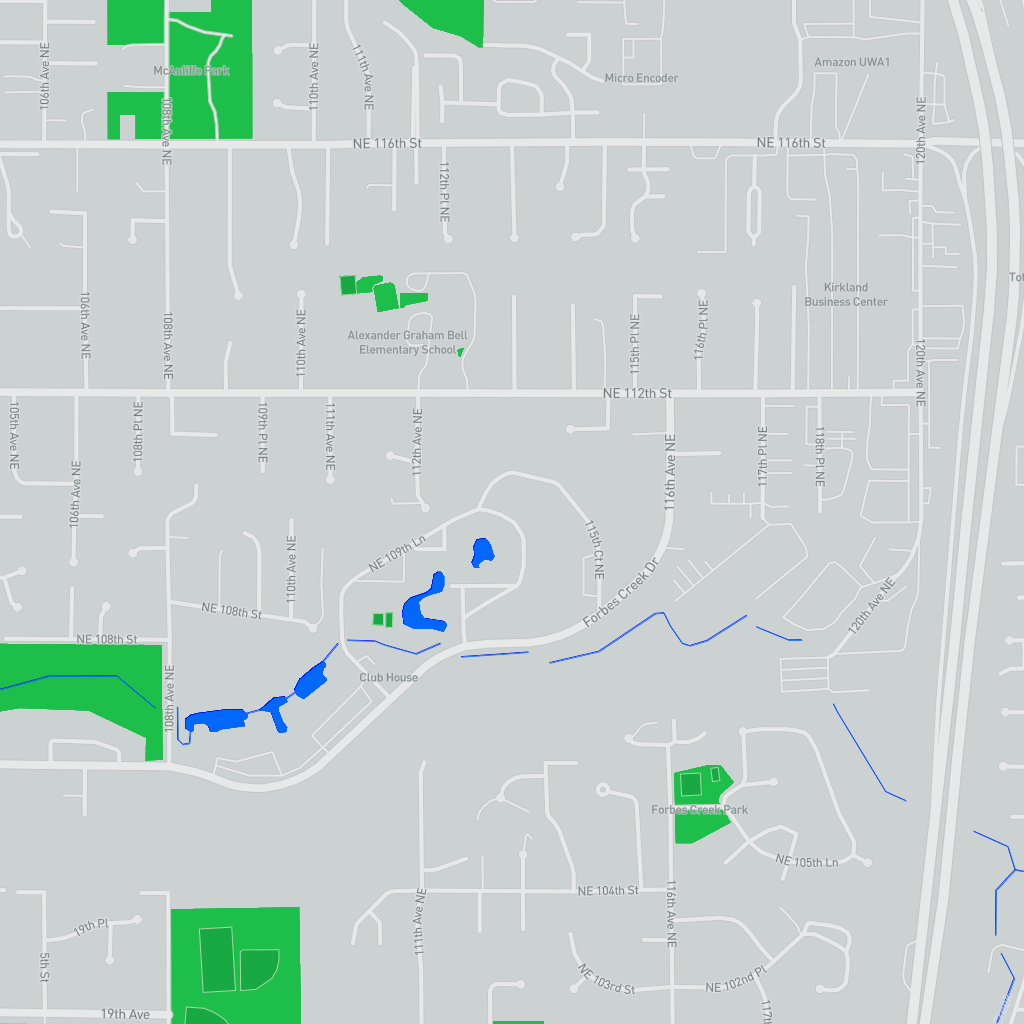 106th Ave NE
110th Ave NE
111th Ave NE
McAuliffe Park
Micro Encoder
Amazon UWA1
108th Ave NE
120th Ave NE
NE 116th St
NE 116th St
112th Pl NE
106th Ave NE
108th Ave NE
110th Ave NE
Alexander Graham Bell
Elementary School
115th Pl NE
116th Pl NE
Kirkland
Business Center
120th Ave NE
NE 112th St
105th Ave NE
106th Ave NE
108th Pl NE
109th Pl NE
111th Ave NE
112th Ave NE
116th Ave NE
117th Pl NE
118th Pl NE
NE 109th Ln
110th Ave NE
115th Ct NE
NE 108th St
Forbes Creek Dr
120th Ave NE
NE 108th St
108th Ave NE
Club House
Forbes Creek Park
NE 105th Ln
NE 104th St
111th Ave NE
116th Ave NE
19th Pl
5th St
NE 103rd St
NE 102nd Pl
19th Ave